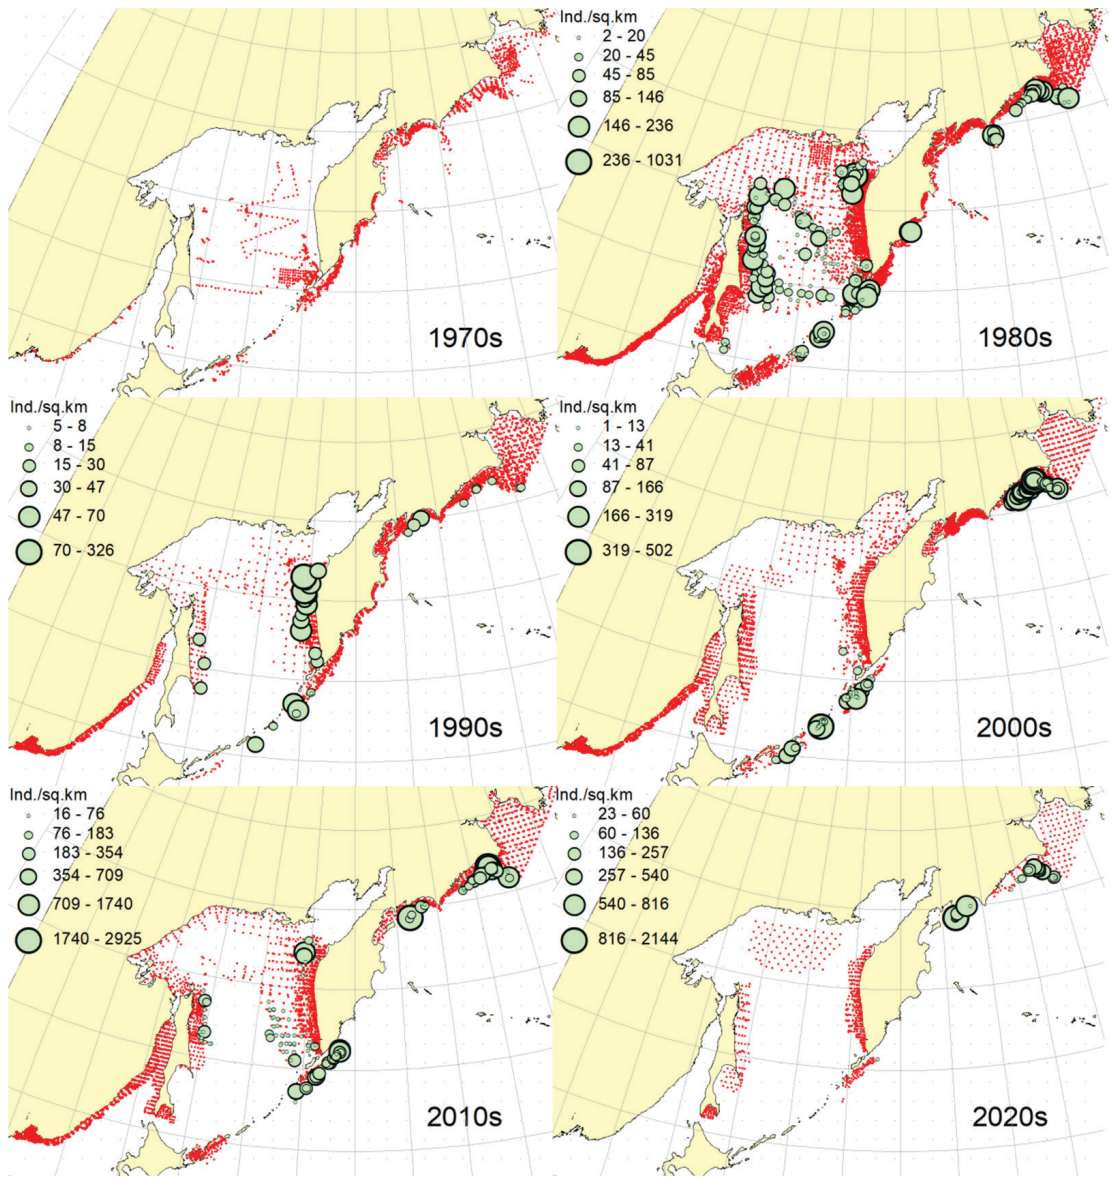 1970s
Ind./sq.km
2 - 20
20 - 45
45 - 85
85 - 146
146 - 236
236 - 1031
1980s
Ind./sq.km
5 - 8
8 - 15
15 - 30
30 - 47
47 - 70
70 - 326
1990s
Ind./sq.km
1 - 13
13 - 41
41 - 87
87 - 166
166 - 319
319 - 502
2000s
Ind./sq.km
16 - 76
76 - 183
183 - 354
354 - 709
709 - 1740
1740 - 2925
2010s
Ind./sq.km
23 - 60
60 - 136
136 - 257
257 - 540
540 - 816
816 - 2144
2020s